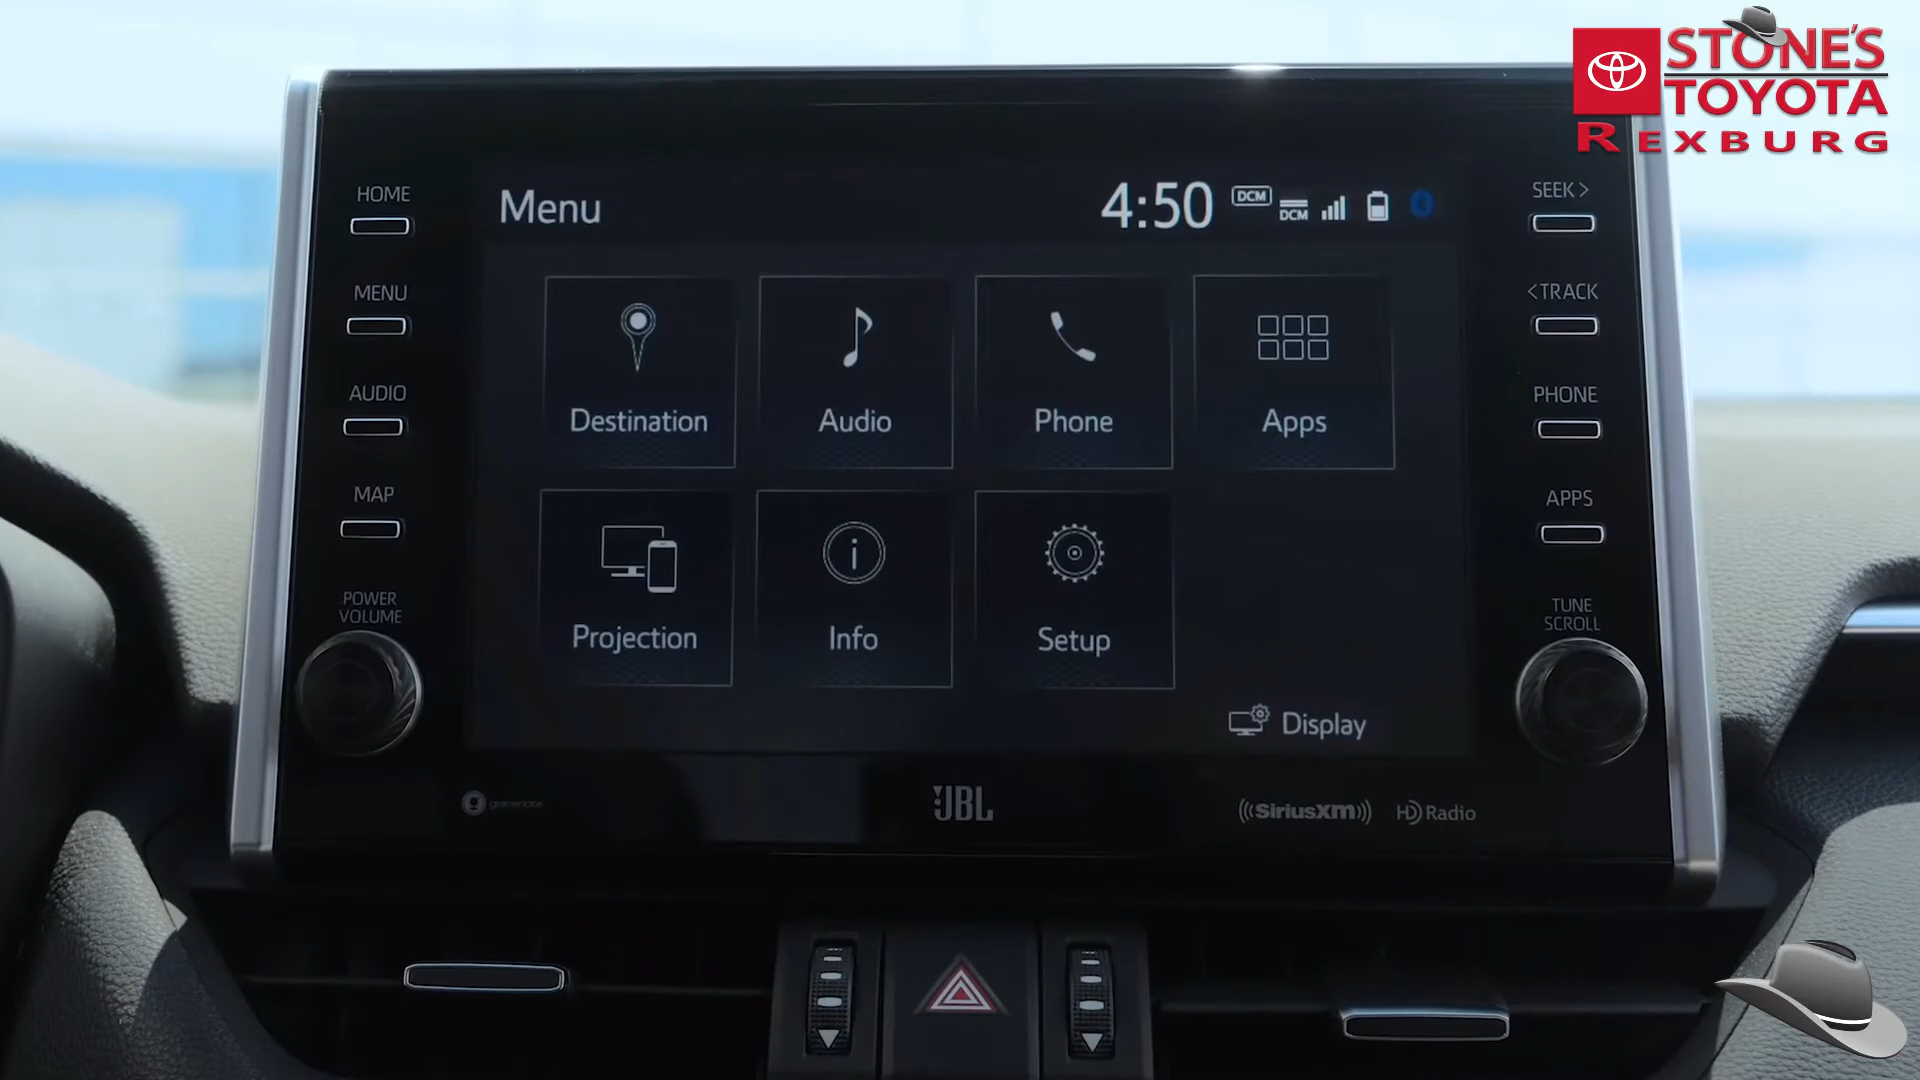 STONE'S
TOYOTA
REXBURG
HOME
MENU
AUDIO
MAP
POWER
VOLUME
Menu
4:50
DCM
DCM
Destination
Audio
Phone
Apps
Projection
Info
Setup
Display
SEEK >
< TRACK
PHONE
APPS
TUNE
SCROLL
gracenote
JBL
((SiriusXM))
HD Radio